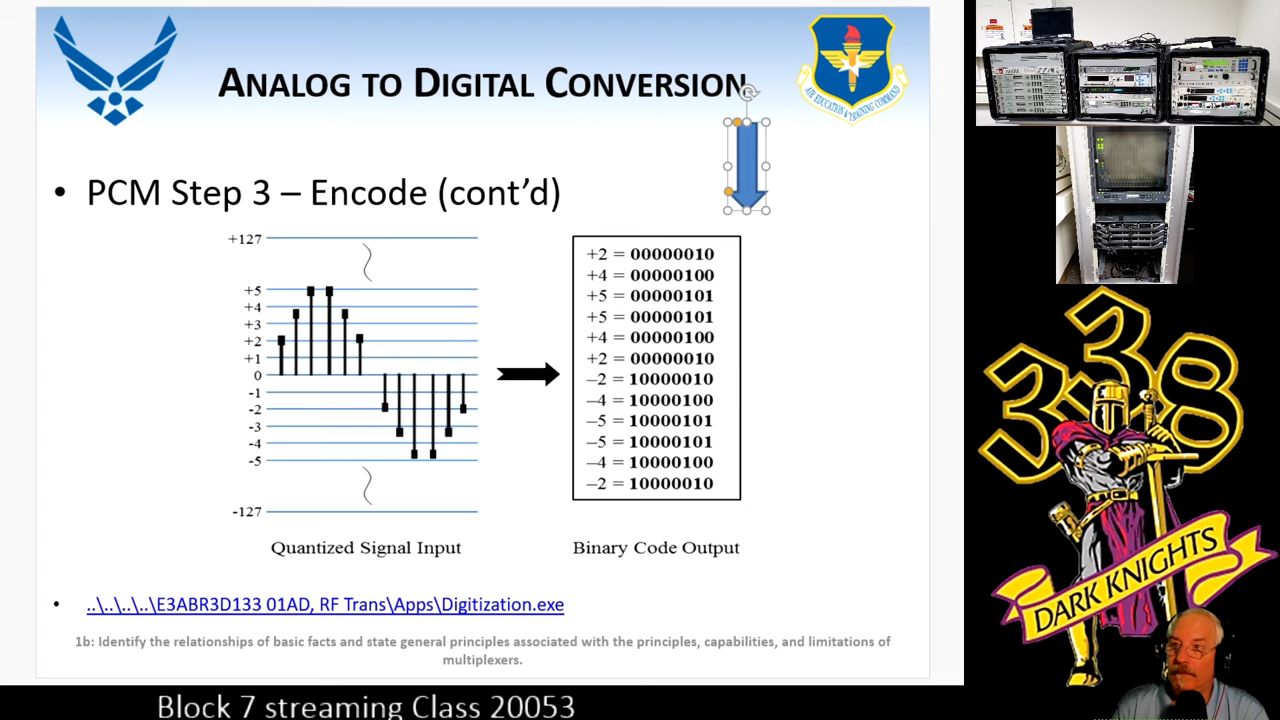 ANALOG TO DIGITAL CONVERSION
AIR EDUCATION & TRAINING COMMAND
• PCM Step 3 – Encode (cont’d)
+127
+5
+4
+3
+2
+1
0
-1
-2
-3
-4
-5
-127
Quantized Signal Input
+2 = 00000010
+4 = 00000100
+5 = 00000101
+5 = 00000101
+4 = 00000100
+2 = 00000010
–2 = 10000010
–4 = 10000100
–5 = 10000101
–5 = 10000101
–4 = 10000100
–2 = 10000010
Binary Code Output
• ..\..\..\..\E3ABR3D133 01AD, RF Trans\Apps\Digitization.exe
1b: Identify the relationships of basic facts and state general principles associated with the principles, capabilities, and limitations of
multiplexers.
338
DARK KNIGHTS
Block 7 streaming Class 20053